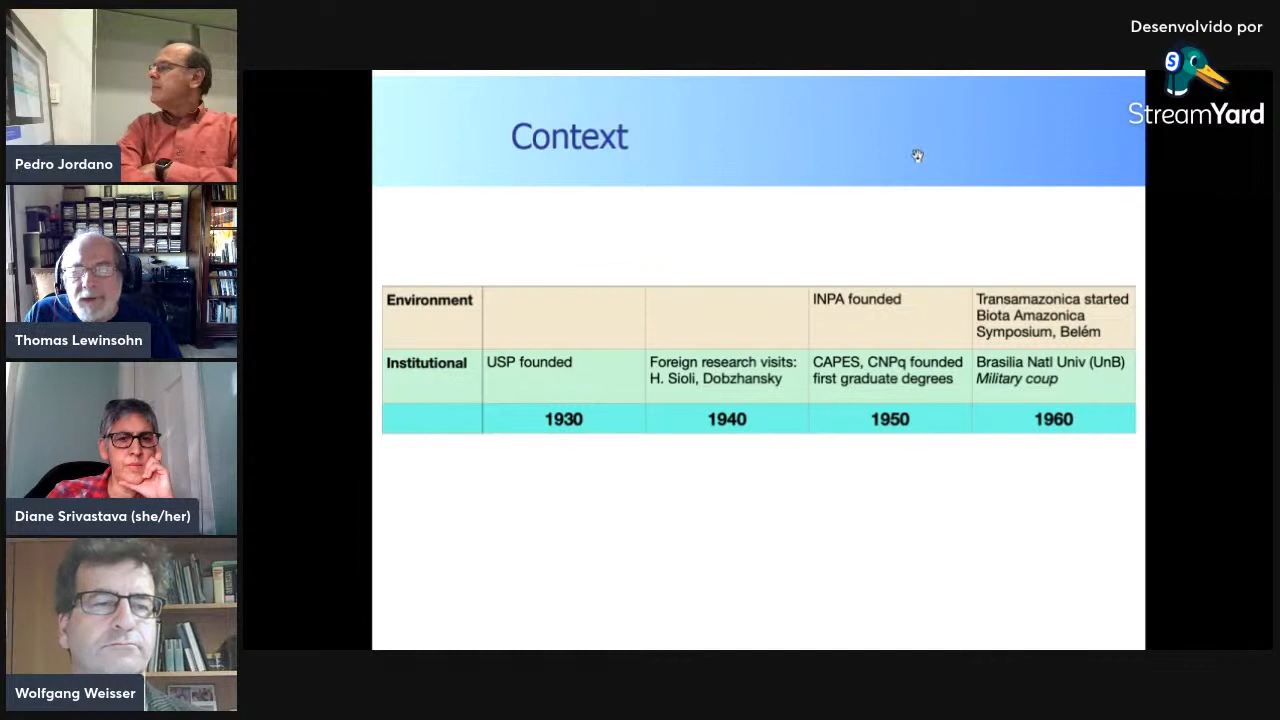 Pedro Jordano
Thomas Lewinsohn
Diane Srivastava (she/her)
Wolfgang Weisser
Desenvolvido por
S
StreamYard
Context
Environment
INPA founded
Transamazonica started
Biota Amazonica
Symposium, Belém
Institutional
USP founded
Foreign research visits:
H. Sioli, Dobzhansky
CAPES, CNPq founded
first graduate degrees
Brasilia Natl Univ (UnB)
Military coup
1930
1940
1950
1960